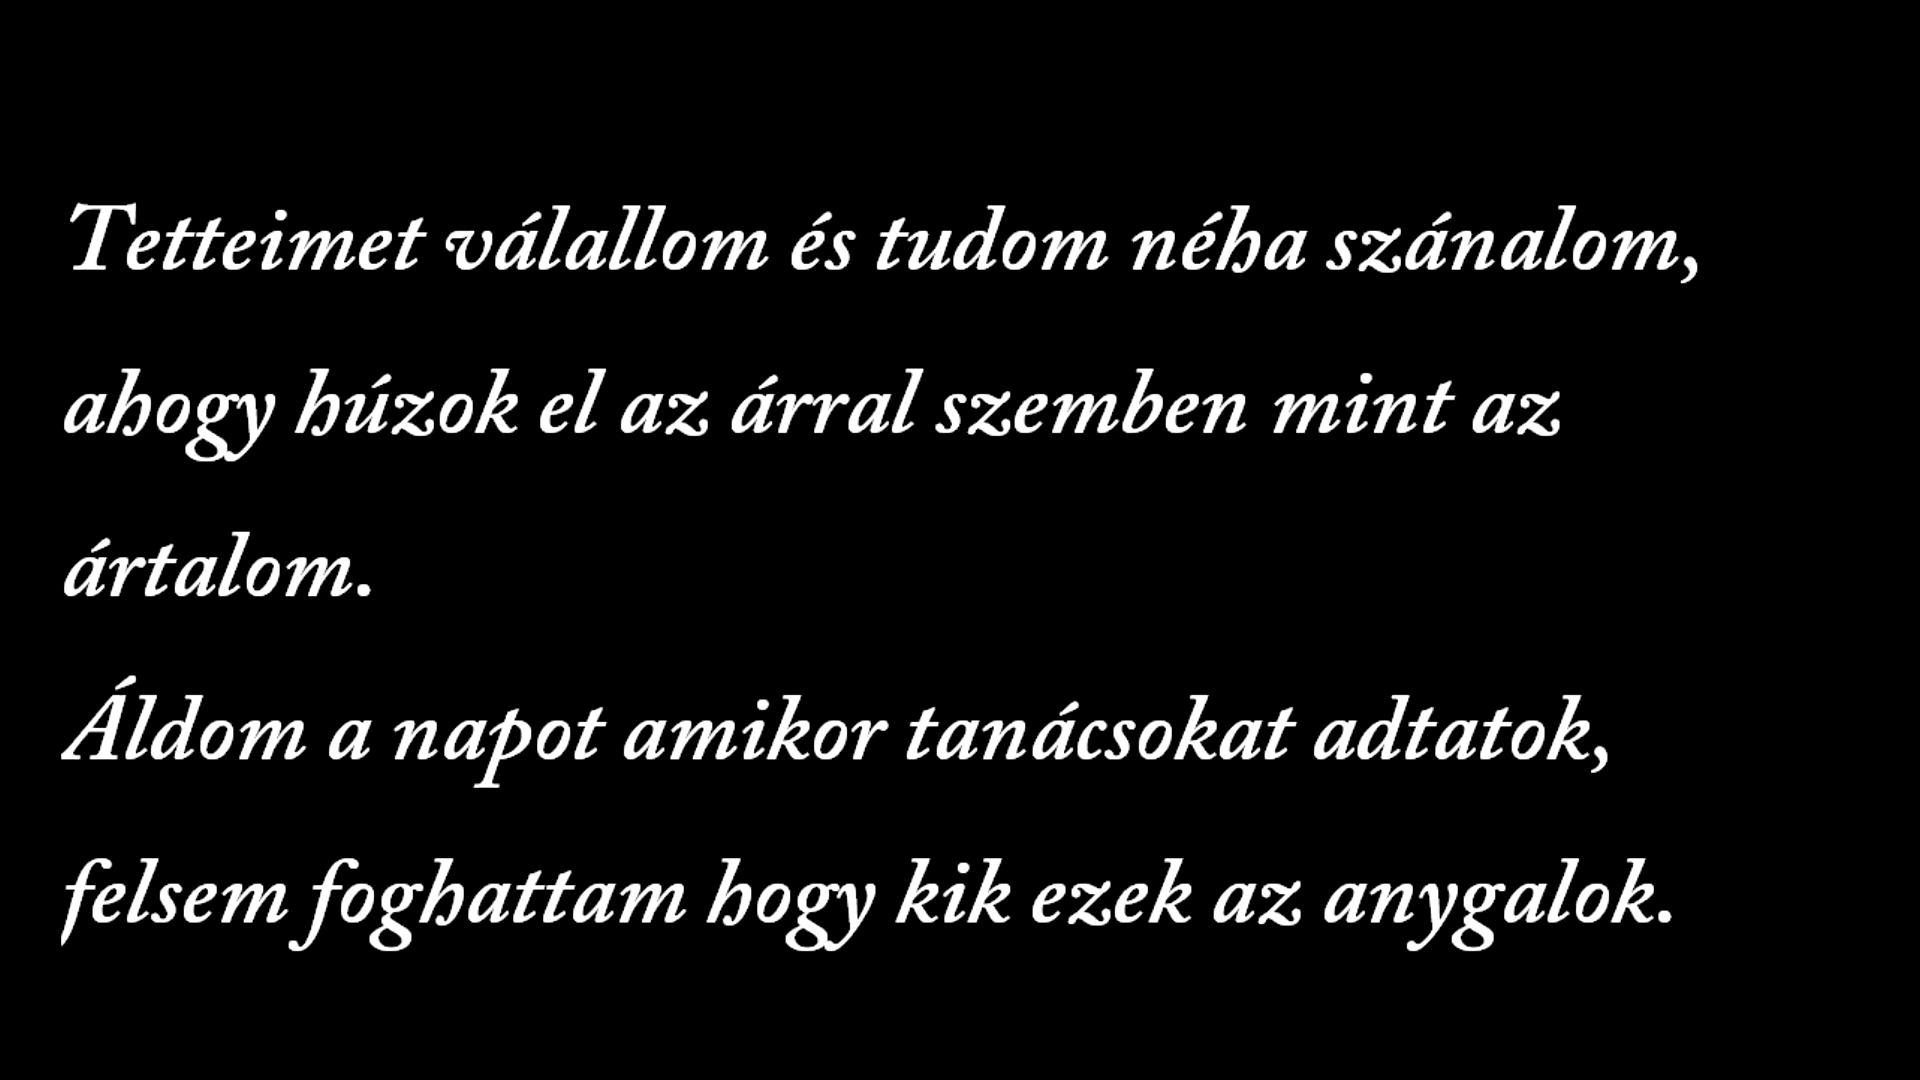 Tetteimet válallom és tudom néha szánalom,
ahogy húzok el az árral szemben mint az
ártalom.
Áldom a napot amikor tanácsokat adtatok,
felsem foghattam hogy kik ezek az anygalok.